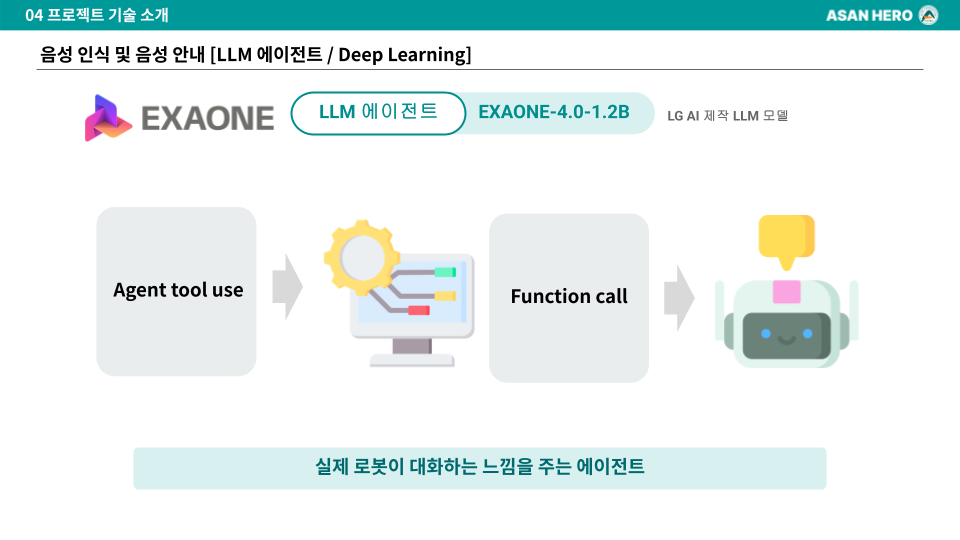 04 프로젝트 기술 소개
ASAN HERO
음성 인식 및 음성 안내 [LLM 에이전트 / Deep Learning]
EXAONE
LLM 에이전트
EXAONE-4.0-1.2B
LG AI 제작 LLM 모델
Agent tool use
Function call
실제 로봇이 대화하는 느낌을 주는 에이전트